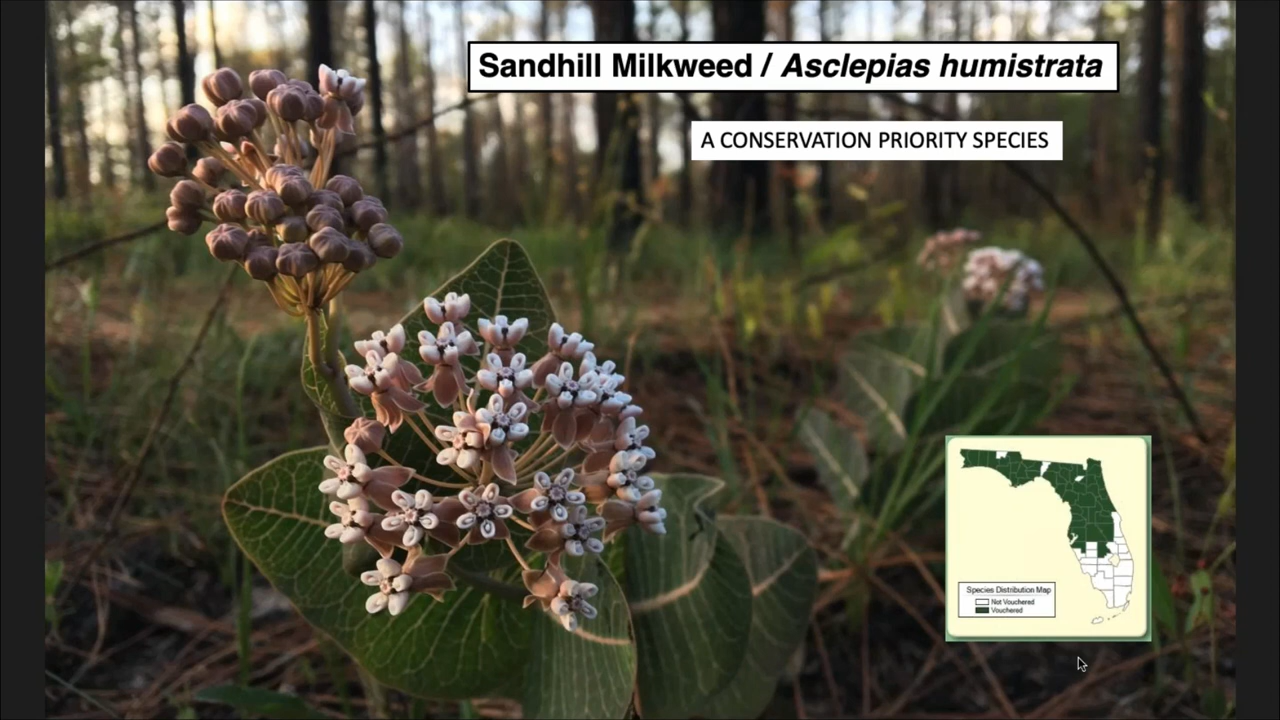 Sandhill Milkweed / Asclepias humistrata
A CONSERVATION PRIORITY SPECIES
Species Distribution Map
Not Vouchered
Vouchered